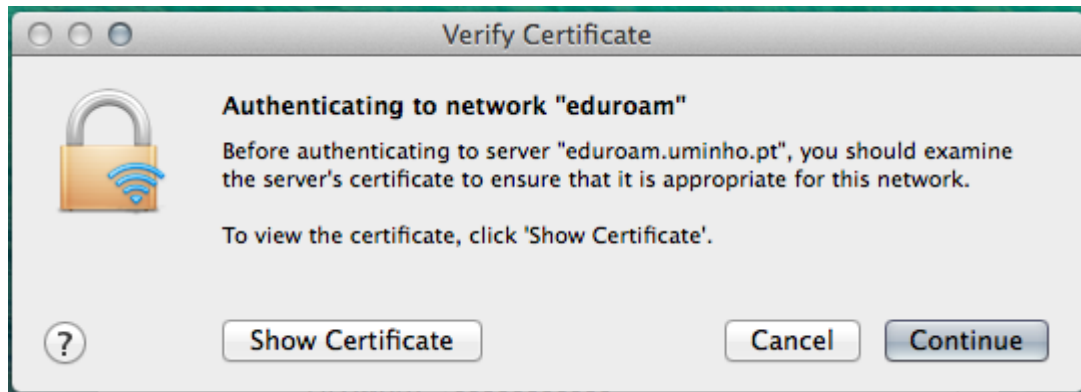 Verify Certificate
Authenticating to network "eduroam"
Before authenticating to server "eduroam.uminho.pt", you should examine
the server's certificate to ensure that it is appropriate for this network.
To view the certificate, click 'Show Certificate'.
? Show Certificate Cancel Continue